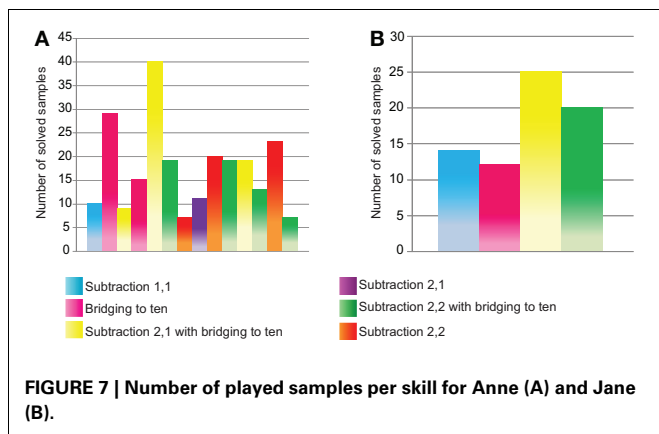 A
Number of solved samples
45
40
35
30
25
20
15
10
5
0
B
Number of solved samples
30
25
20
15
10
5
0
Subtraction 1,1
Bridging to ten
Subtraction 2,1 with bridging to ten
Subtraction 2,1
Subtraction 2,2 with bridging to ten
Subtraction 2,2
FIGURE 7 | Number of played samples per skill for Anne (A) and Jane
(B).